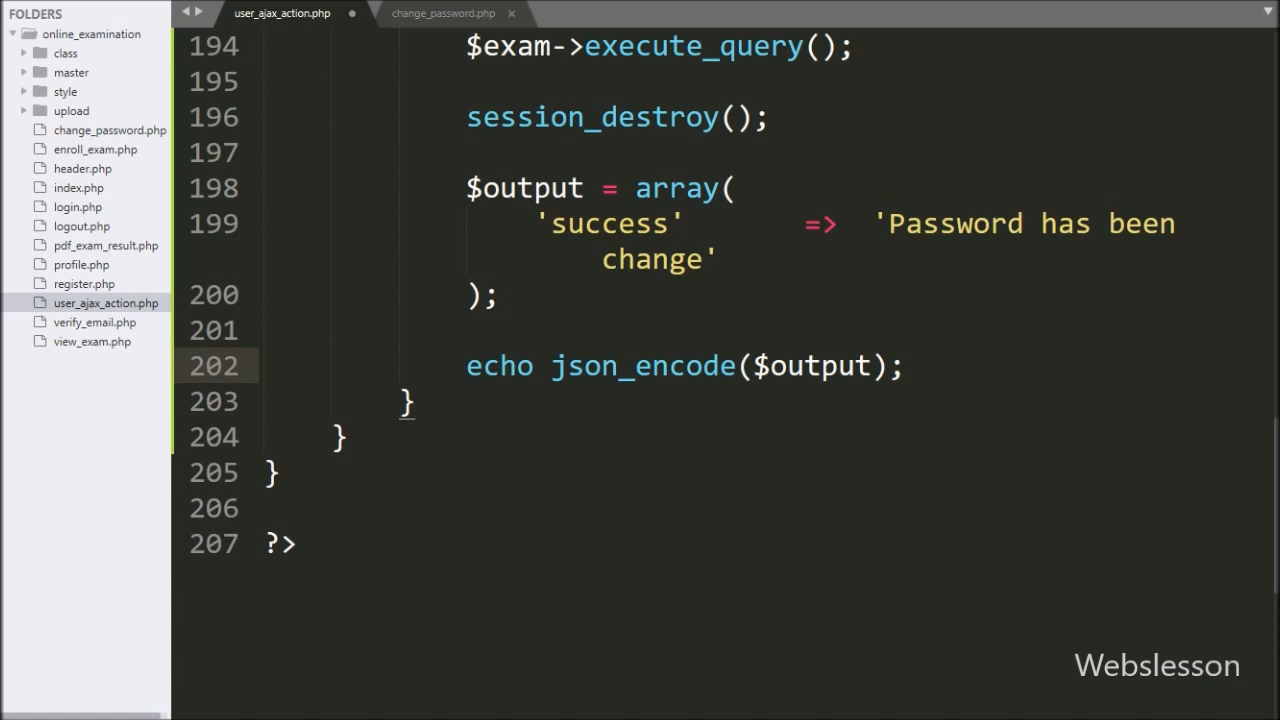 FOLDERS
online_examination
class
master
style
upload
change_password.php
enroll_exam.php
header.php
index.php
login.php
logout.php
pdf_exam_result.php
profile.php
register.php
user_ajax_action.php
verify_email.php
view_exam.php
user_ajax_action.php
change_password.php
194 $exam->execute_query();
195
196 session_destroy();
197
198 $output = array(
199 'success' => 'Password has been
change'
200 );
201
202 echo json_encode($output);
203 }
204 }
205 }
206
207 ?>
Webslesson